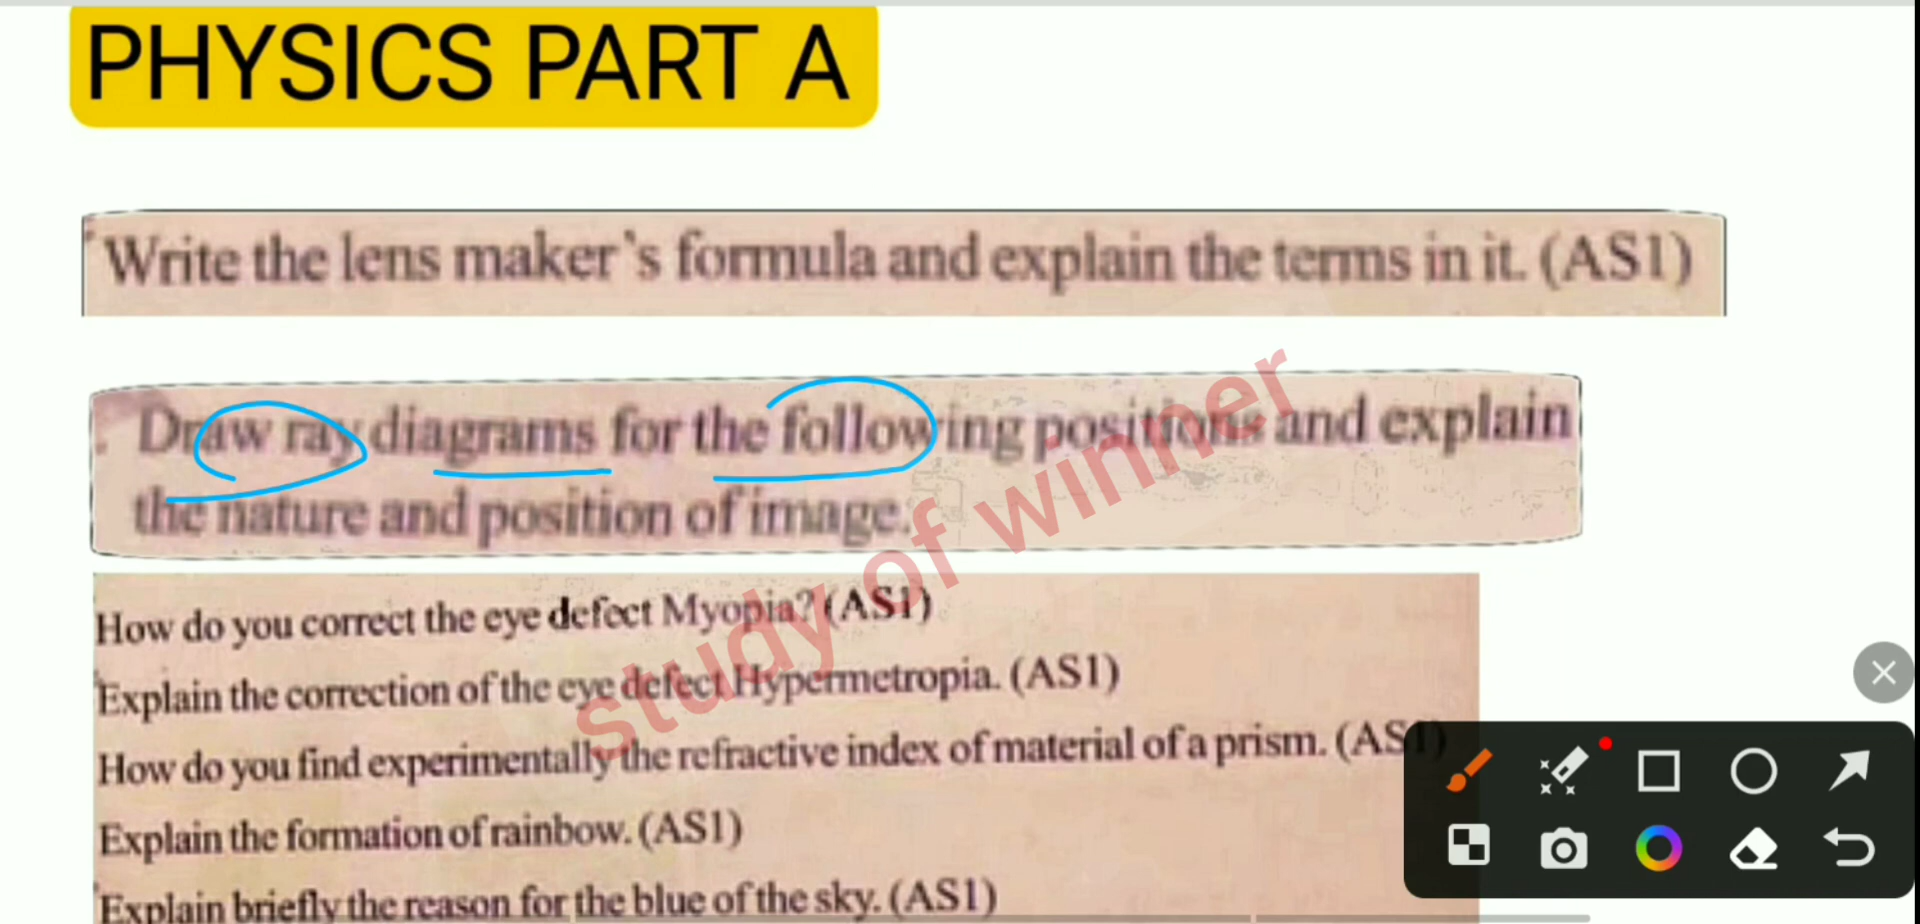 PHYSICS PART A
Write the lens maker's formula and explain the terms in it. (AS1)
Draw ray diagrams for the following positions and explain
the nature and position of image.
study of winner
How do you correct the eye defect Myopia? (AS1)
Explain the correction of the eye defect Hypermetropia. (AS1)
How do you find experimentally the refractive index of material of a prism. (AS1)
Explain the formation of rainbow. (AS1)
Explain briefly the reason for the blue of the sky. (AS1)